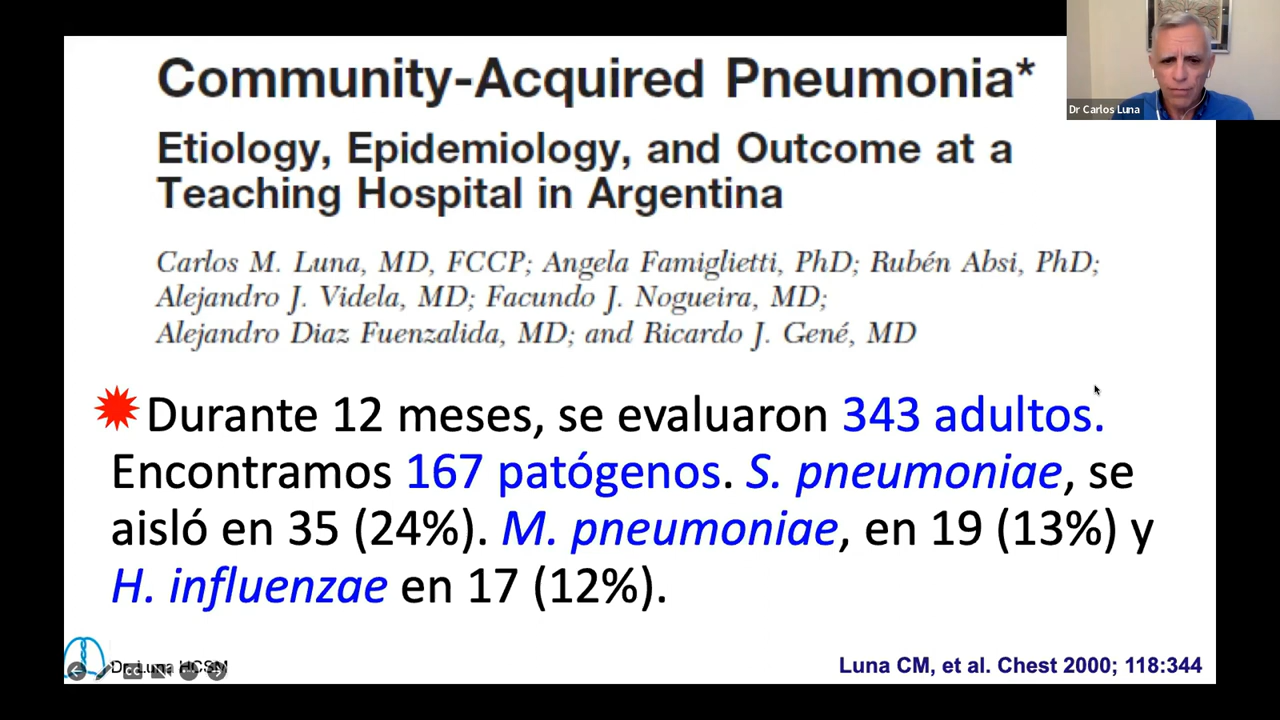 Community-Acquired Pneumonia*
Etiology, Epidemiology, and Outcome at a
Teaching Hospital in Argentina
Carlos M. Luna, MD, FCCP; Angela Famiglietti, PhD; Rubén Absi, PhD;
Alejandro J. Videla, MD; Facundo J. Nogueira, MD;
Alejandro Diaz Fuenzalida, MD; and Ricardo J. Gené, MD
Dr Carlos Luna
Durante 12 meses, se evaluaron 343 adultos.
Encontramos 167 patógenos. S. pneumoniae, se
aisló en 35 (24%). M. pneumoniae, en 19 (13%) y
H. influenzae en 17 (12%).
Dr. Luna HCSM
Luna CM, et al. Chest 2000; 118:344